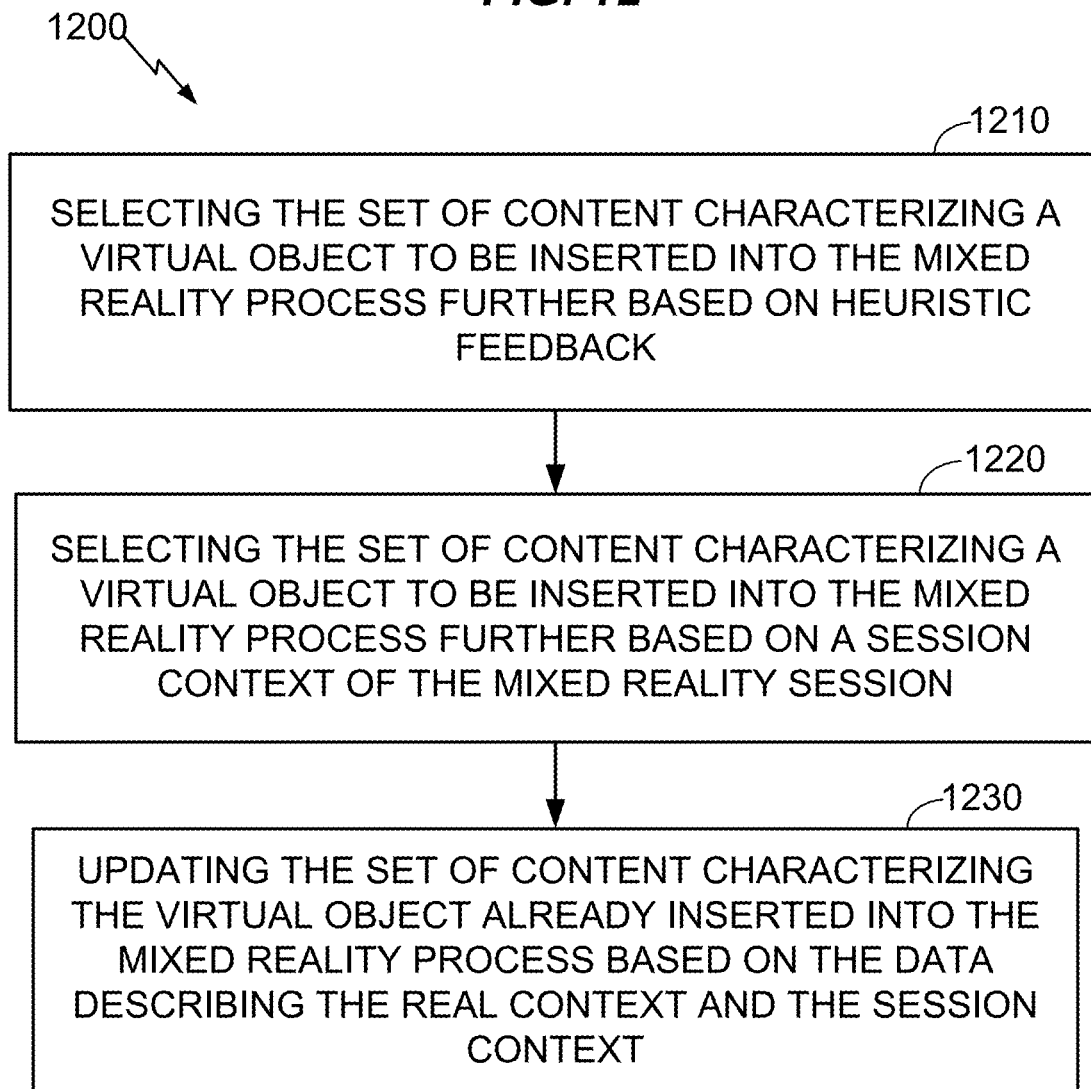 1200
1210
SELECTING THE SET OF CONTENT CHARACTERIZING A
VIRTUAL OBJECT TO BE INSERTED INTO THE MIXED
REALITY PROCESS FURTHER BASED ON HEURISTIC
FEEDBACK
1220
SELECTING THE SET OF CONTENT CHARACTERIZING A
VIRTUAL OBJECT TO BE INSERTED INTO THE MIXED
REALITY PROCESS FURTHER BASED ON A SESSION
CONTEXT OF THE MIXED REALITY SESSION
1230
UPDATING THE SET OF CONTENT CHARACTERIZING
THE VIRTUAL OBJECT ALREADY INSERTED INTO THE
MIXED REALITY PROCESS BASED ON THE DATA
DESCRIBING THE REAL CONTEXT AND THE SESSION
CONTEXT